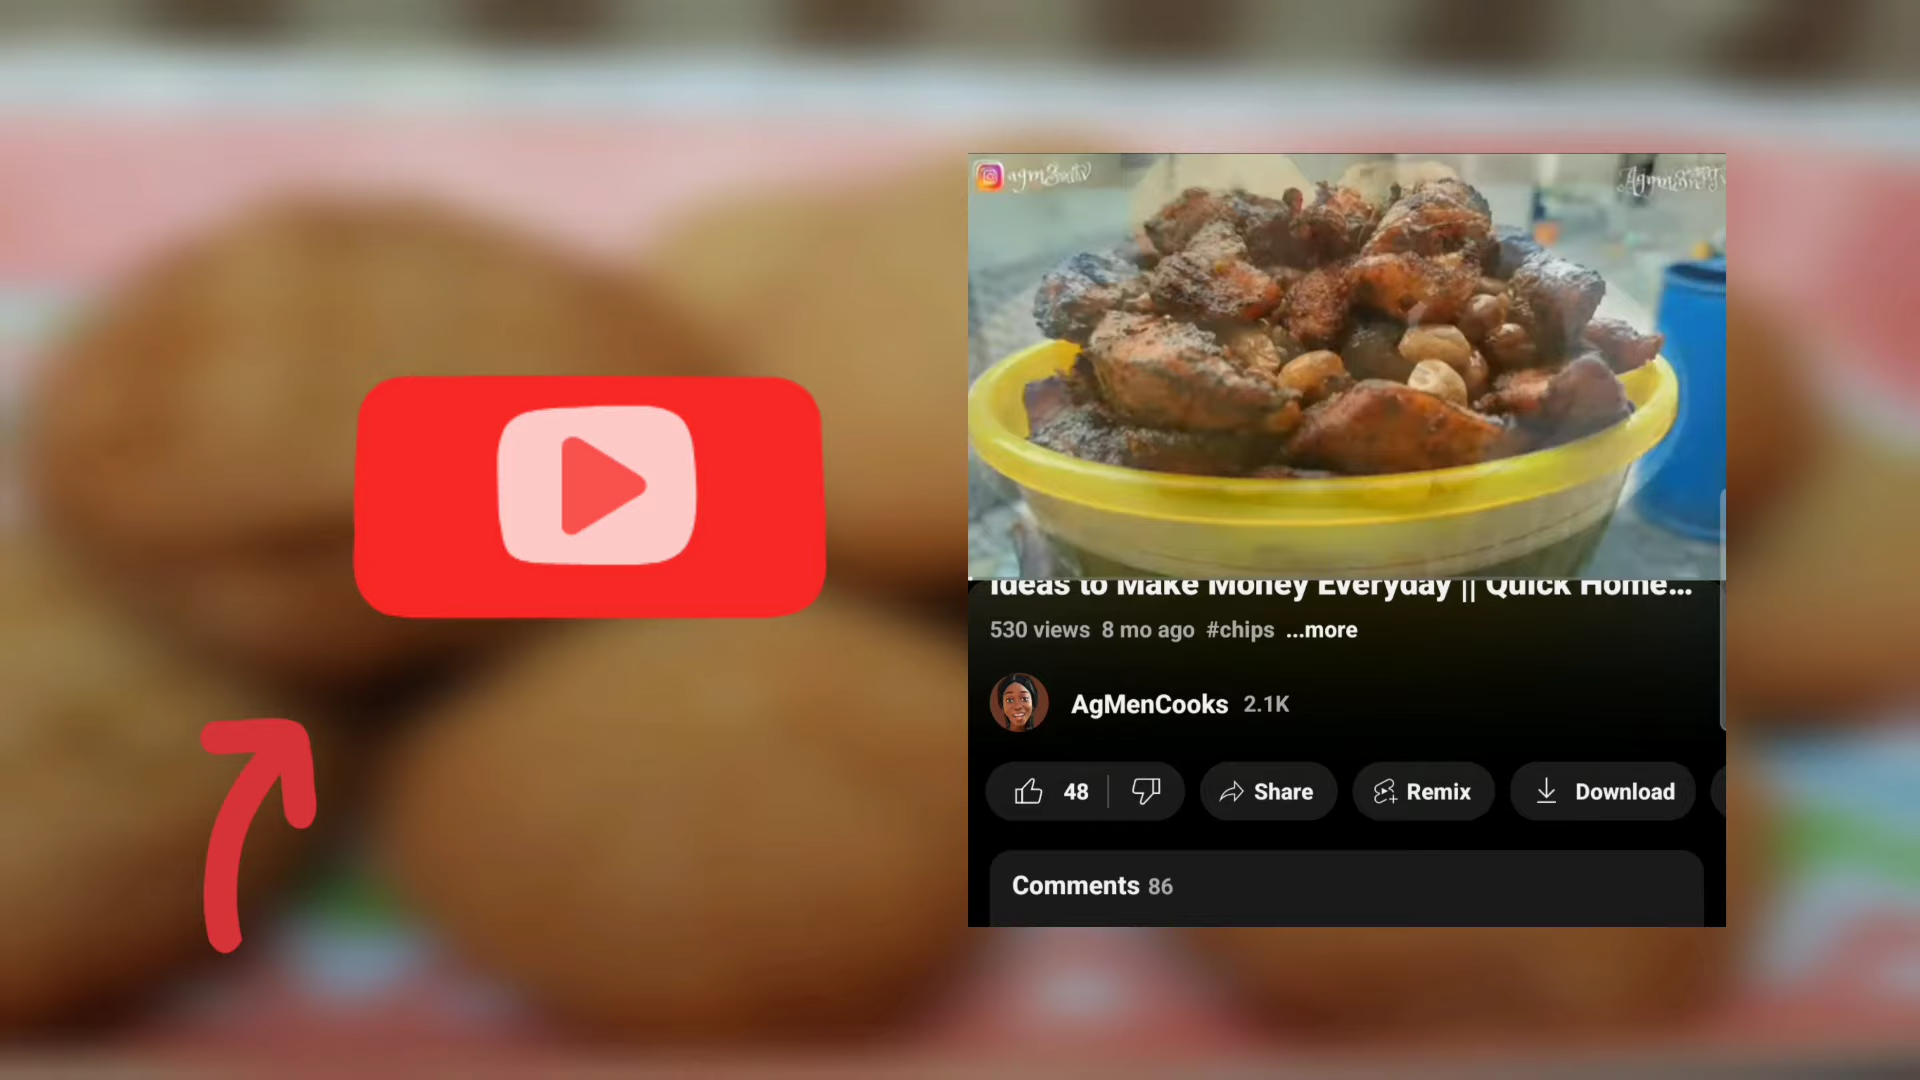 Ideas to Make Money Everyday || Quick Home...
530 views 8 mo ago #chips ...more
AgMenCooks 2.1K
48 Share Remix Download
Comments 86